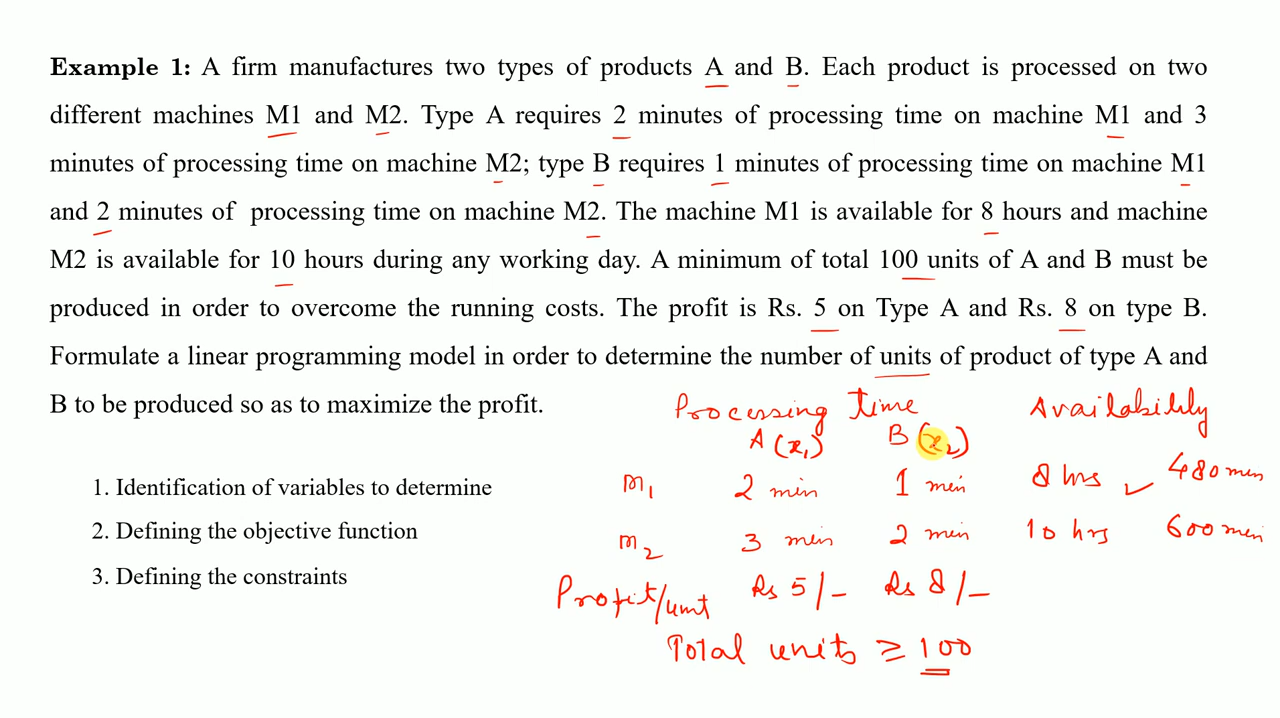 Example 1: A firm manufactures two types of products A and B. Each product is processed on two
different machines M1 and M2. Type A requires 2 minutes of processing time on machine M1 and 3
minutes of processing time on machine M2; type B requires 1 minutes of processing time on machine M1
and 2 minutes of processing time on machine M2. The machine M1 is available for 8 hours and machine
M2 is available for 10 hours during any working day. A minimum of total 100 units of A and B must be
produced in order to overcome the running costs. The profit is Rs. 5 on Type A and Rs. 8 on type B.
Formulate a linear programming model in order to determine the number of units of product of type A and
B to be produced so as to maximize the profit.
Processing Time Availability
A (x₁) B (x₂)
1. Identification of variables to determine
M₁ 2 min 1 min 8 hrs ✓ 480 min
2. Defining the objective function
M₂ 3 min 2 min 10 hrs 600 min
3. Defining the constraints
Profit/unit Rs 5/- Rs 8/-
Total units ≥ 100